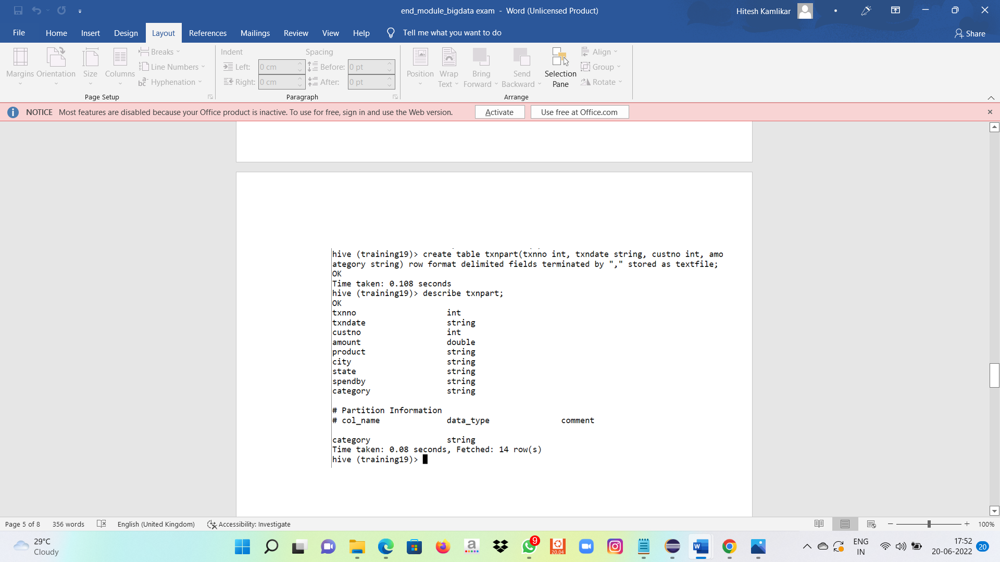 end_module_bigdata exam - Word (Unlicensed Product)
Hitesh Kamlikar
File Home Insert Design Layout References Mailings Review View Help Tell me what you want to do
Share
Margins Orientation Size Columns
Breaks
Line Numbers
Hyphenation
Page Setup
Indent Spacing
Left: 0 cm Before: 0 pt
Right: 0 cm After: 0 pt
Paragraph
Position Wrap Text Bring Forward Send Backward Selection Pane
Align
Group
Rotate
Arrange
NOTICE Most features are disabled because your Office product is inactive. To use for free, sign in and use the Web version. Activate Use free at Office.com
hive (training19)> create table txnpart(txnno int, txndate string, custno int, amo
ategory string) row format delimited fields terminated by "," stored as textfile;
OK
Time taken: 0.108 seconds
hive (training19)> describe txnpart;
OK
txnno int
txndate string
custno int
amount double
product string
city string
state string
spendby string
category string
# Partition Information
# col_name data_type comment
category string
Time taken: 0.08 seconds, Fetched: 14 row(s)
hive (training19)>
Page 5 of 8 356 words English (United Kingdom) Accessibility: Investigate 100%
29°C
Cloudy
9
20.04
ENG
IN
17:52
20-06-2022
20